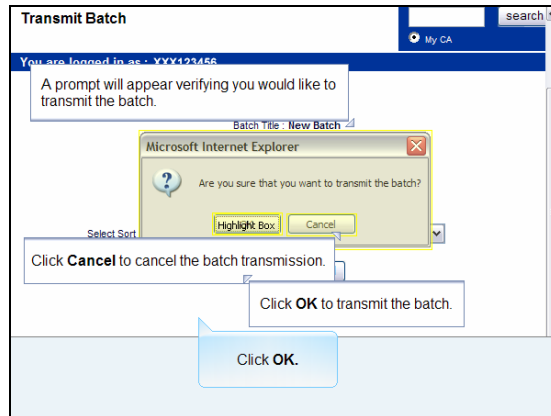 Transmit Batch
search
My CA
You are logged in as : XXX123456
A prompt will appear verifying you would like to
transmit the batch.
Batch Title : New Batch
Microsoft Internet Explorer
Are you sure that you want to transmit the batch?
Highlight Box
Cancel
Select Sort
Click Cancel to cancel the batch transmission.
Click OK to transmit the batch.
Click OK.